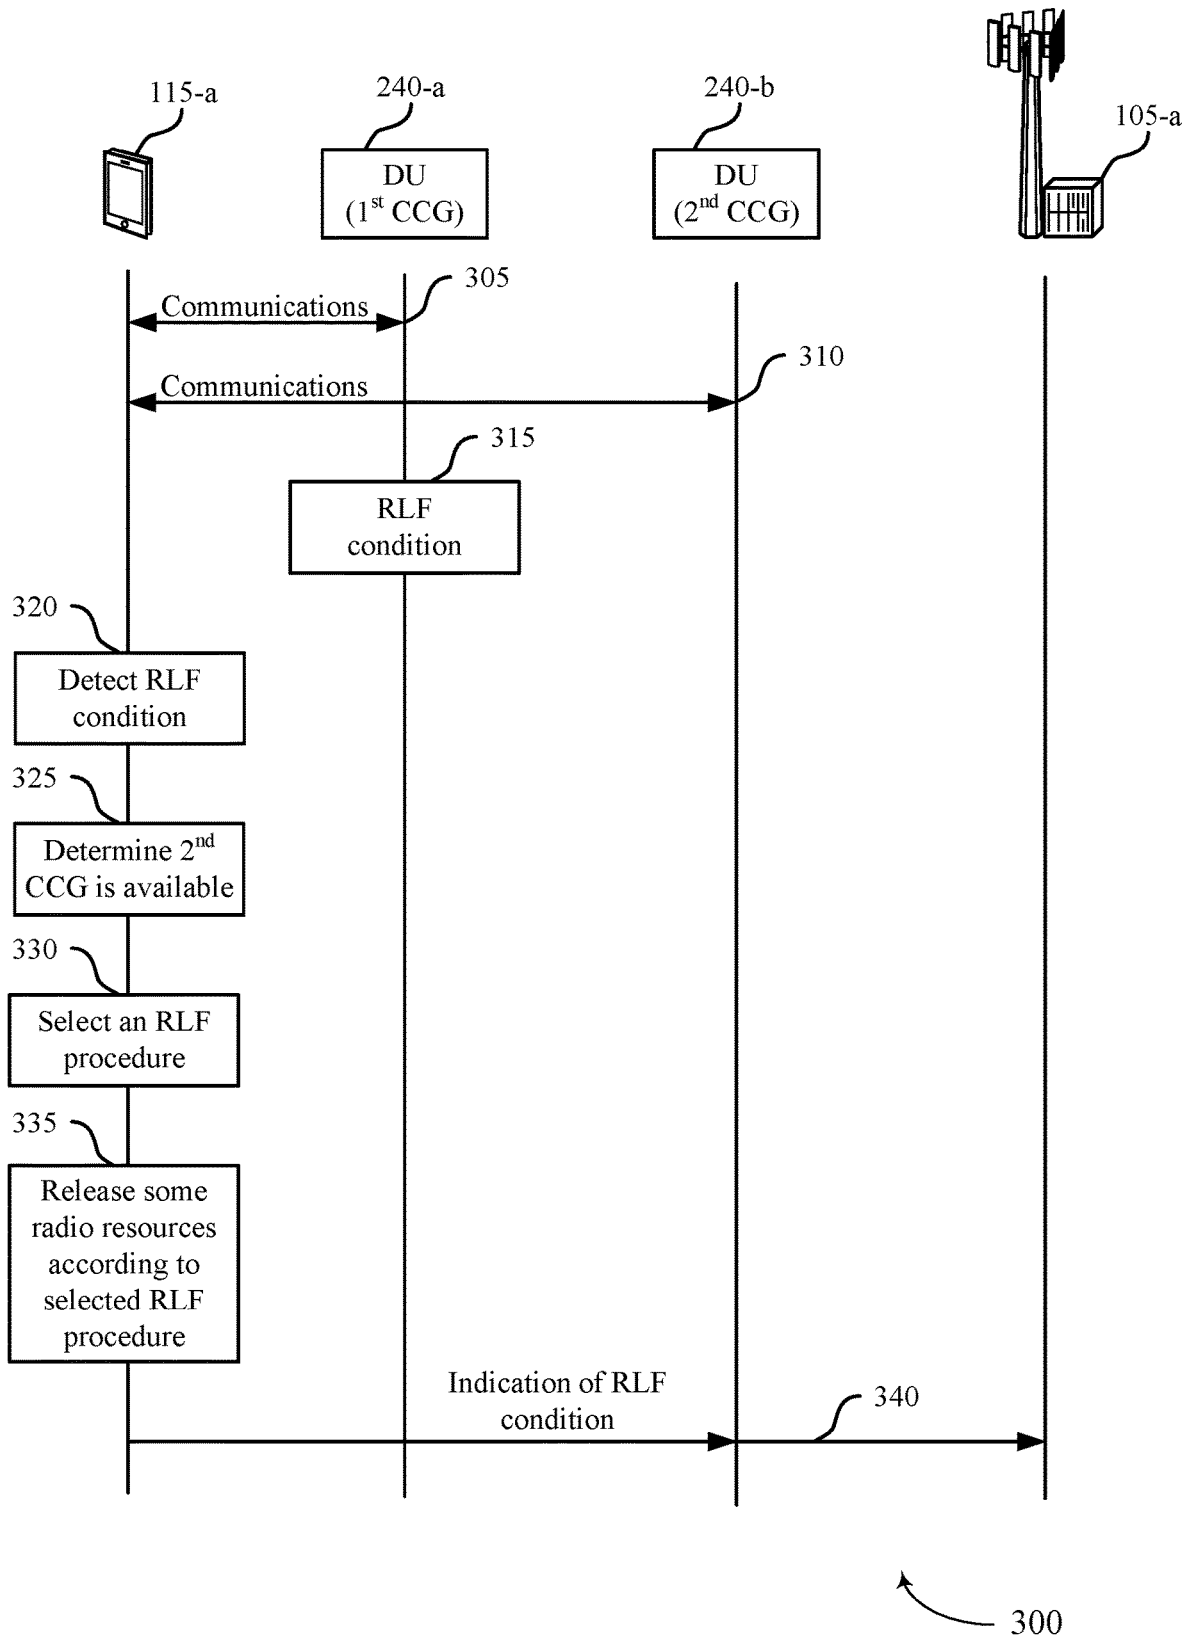 115-a
240-a
240-b
105-a
DU
(1st CCG)
DU
(2nd CCG)
305
Communications
310
Communications
315
RLF
condition
320
Detect RLF
condition
325
Determine 2nd
CCG is available
330
Select an RLF
procedure
335
Release some
radio resources
according to
selected RLF
procedure
Indication of RLF
condition
340
300